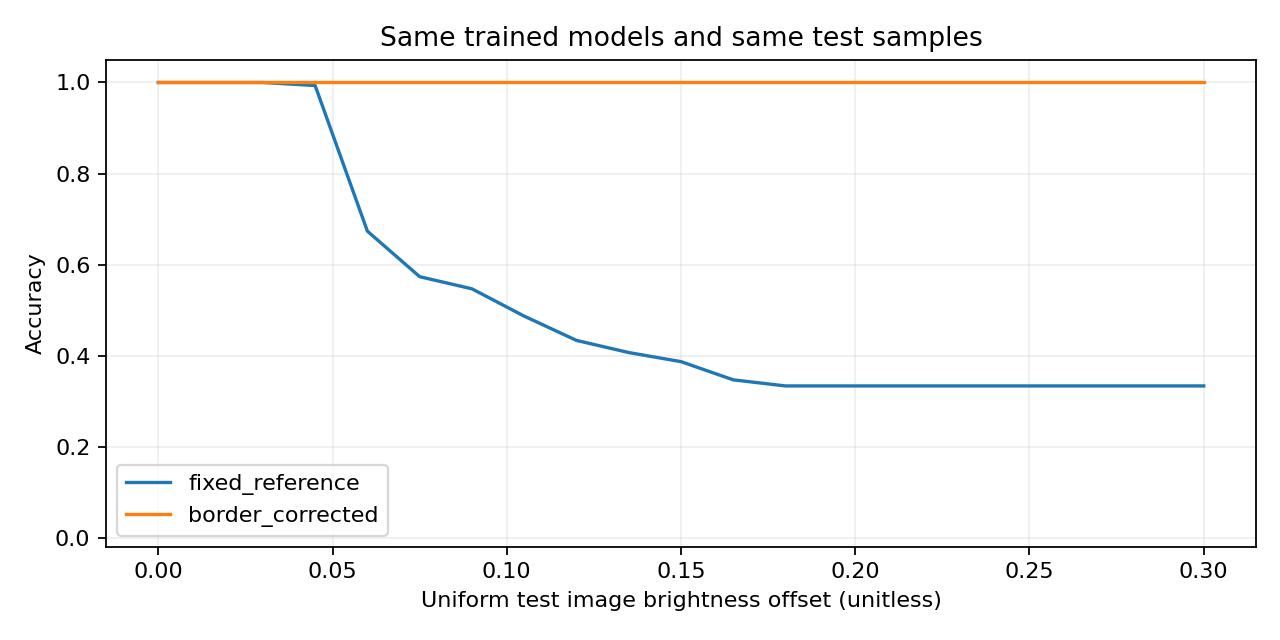 Same trained models and same test samples
1.0
0.8
0.6
0.4
0.2
0.0
Accuracy
fixed_reference
border_corrected
0.00 0.05 0.10 0.15 0.20 0.25 0.30
Uniform test image brightness offset (unitless)